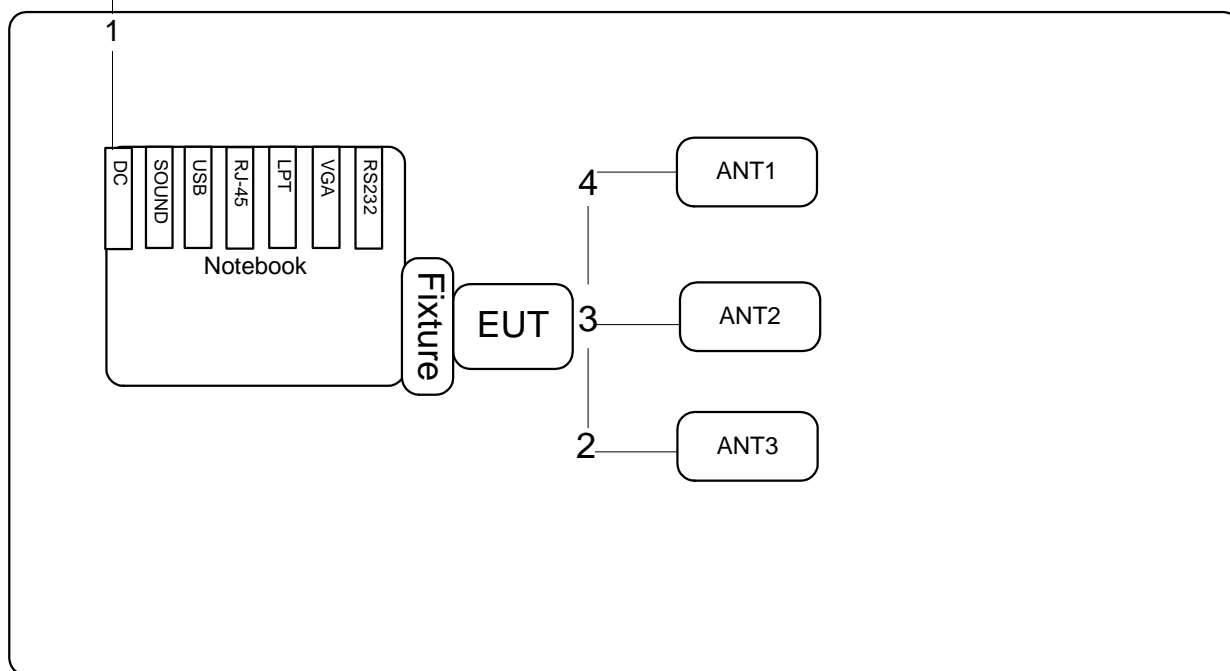 1
DC
SOUND
USB
RJ-45
LPT
VGA
RS232
Notebook
Fixture
EUT
4
ANT1
3
ANT2
2
ANT3